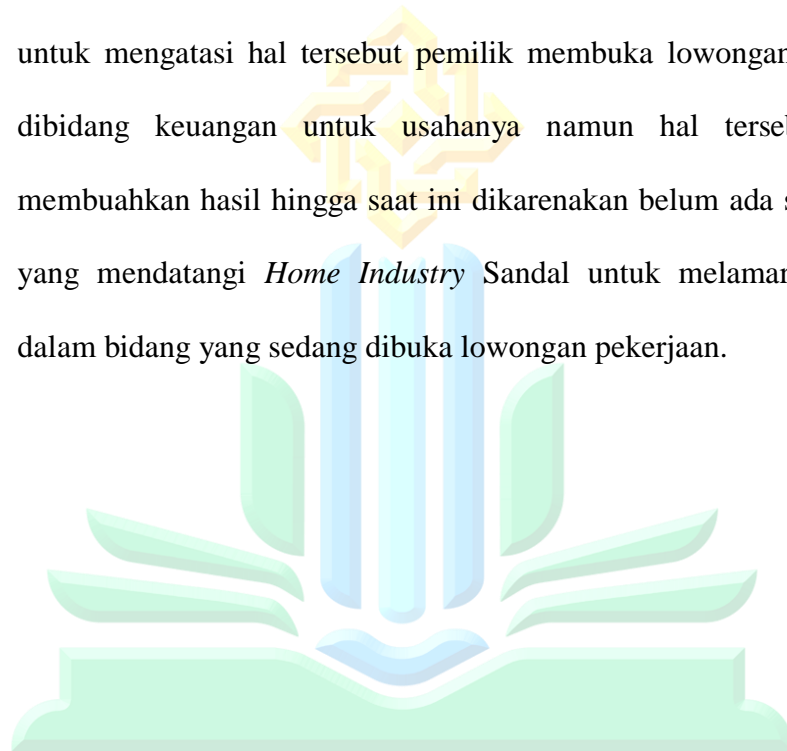 untuk mengatasi hal tersebut pemilik membuka lowongan
dibidang keuangan untuk usahanya namun hal
membuahkan hasil hingga saat ini dikarenakan belum ada
yang mendatangi Home Industry Sandal untuk melamar
dalam bidang yang sedang dibuka lowongan pekerjaan.